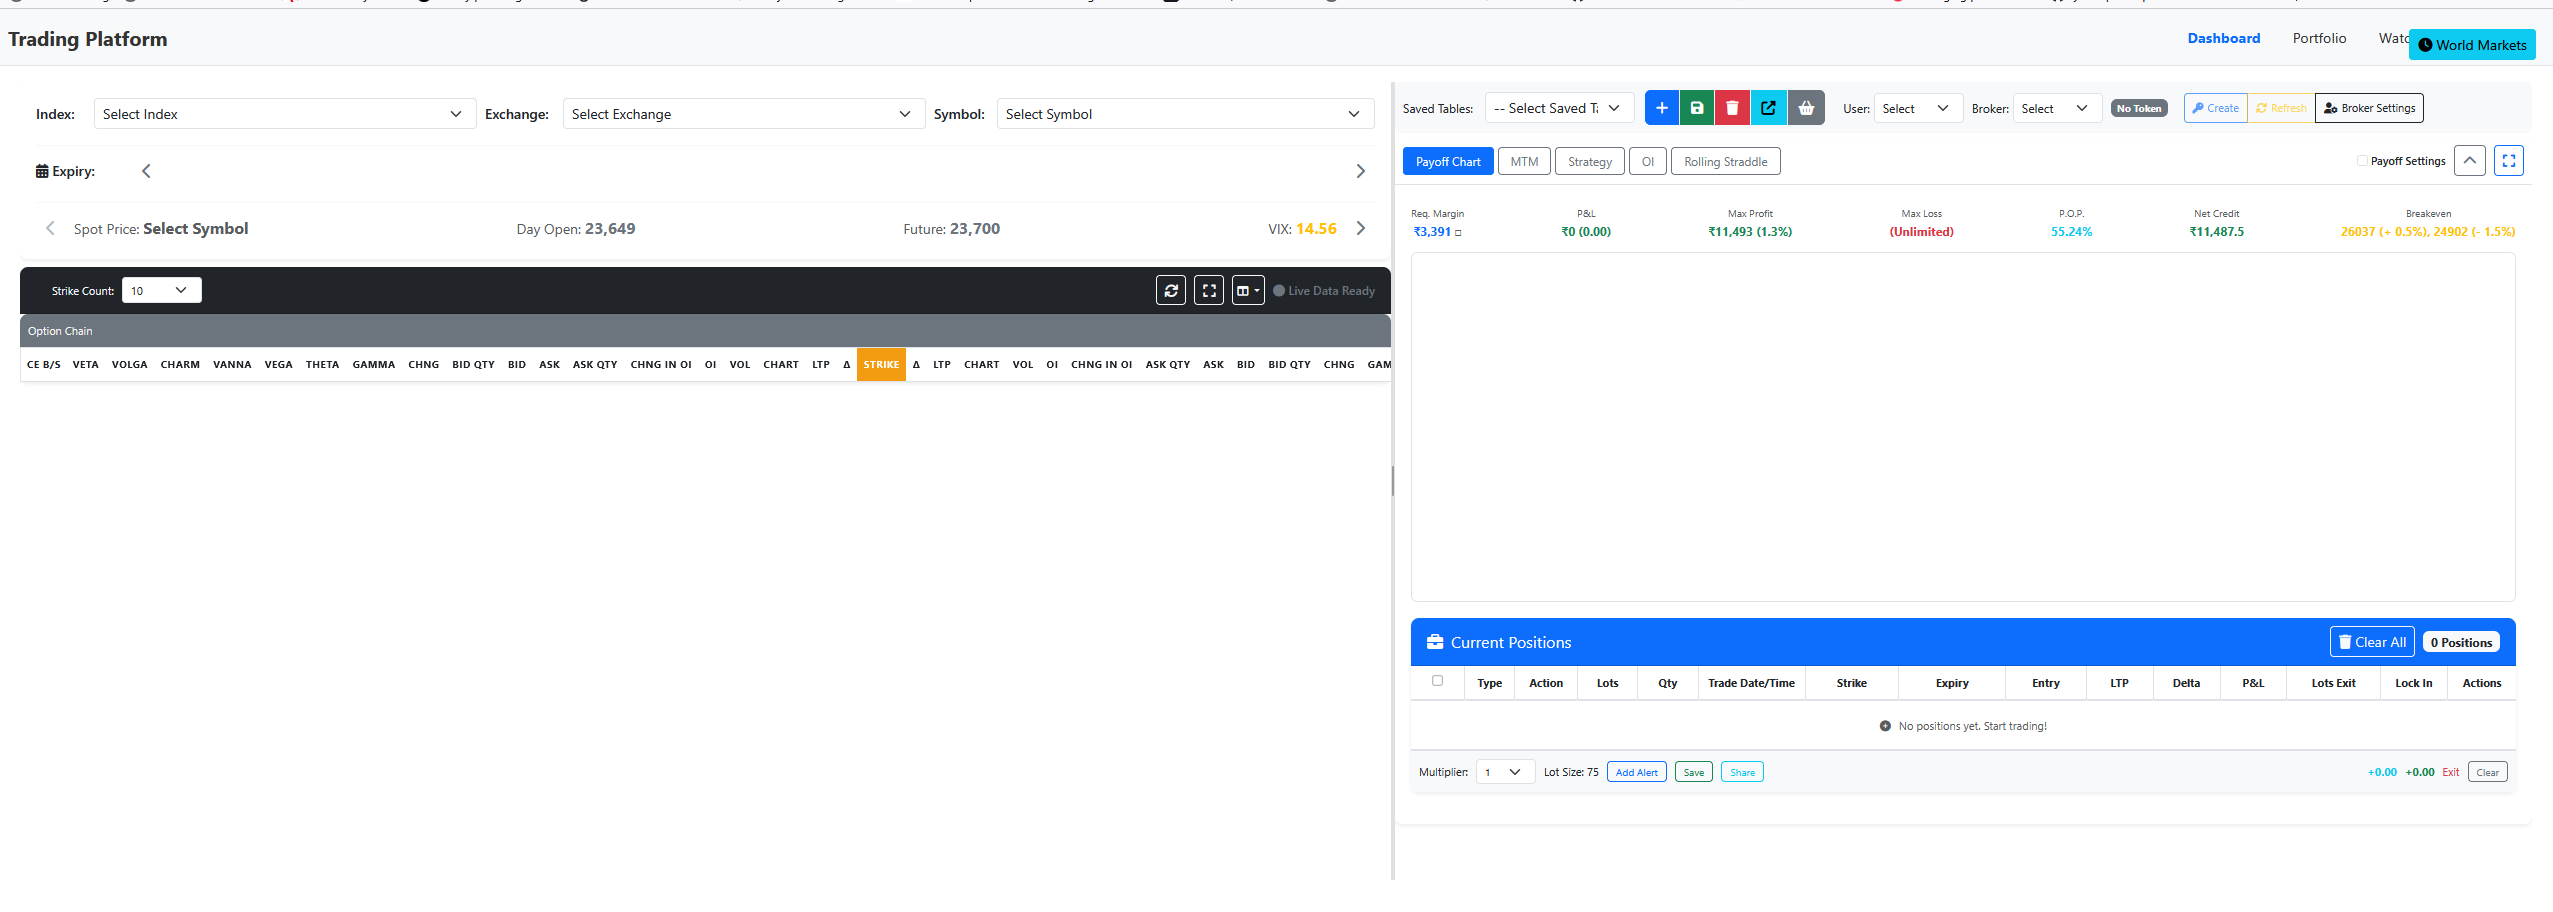 Trading Platform
Dashboard Portfolio World Markets
Index: Select Index Exchange: Select Exchange Symbol: Select Symbol
Expiry:
Spot Price: Select Symbol Day Open: 23,649 Future: 23,700 VIX: 14.56
Strike Count: 10 Live Data Ready
Option Chain
CE B/S VETA VOLGA CHARM VANNA VEGA THETA GAMMA CHNG BID QTY BID ASK ASK QTY CHNG IN OI OI VOL CHART LTP Δ STRIKE Δ LTP CHART VOL OI CHNG IN OI ASK QTY ASK BID BID QTY CHNG GAM
Saved Tables: -- Select Saved Ta User: Select Broker: Select No Token Create Refresh Broker Settings
Payoff Chart MTM Strategy OI Rolling Straddle Payoff Settings
Req. Margin P&L Max Profit Max Loss P.O.P. Net Credit Breakeven
₹3,391 ₹0 (0.00) ₹11,493 (1.3%) (Unlimited) 55.24% ₹11,487.5 26037 (+ 0.5%), 24902 (- 1.5%)
Current Positions Clear All 0 Positions
Type Action Lots Qty Trade Date/Time Strike Expiry Entry LTP Delta P&L Lots Exit Lock In Actions
No positions yet. Start trading!
Multiplier: 1 Lot Size: 75 Add Alert Save Share +0.00 +0.00 Exit Clear